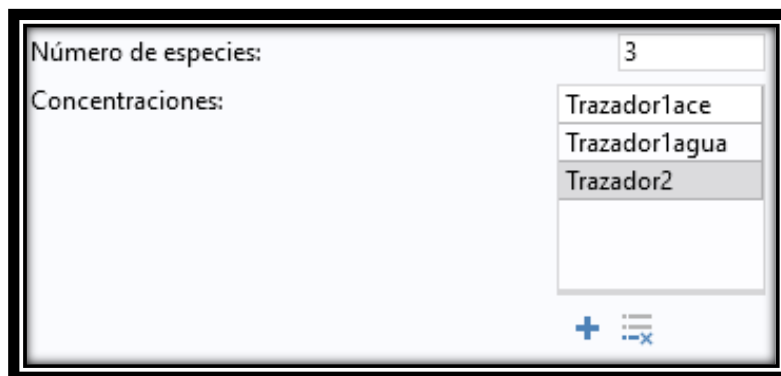 Número de especies: 3
Concentraciones:
Trazador1ace
Trazador1agua
Trazador2